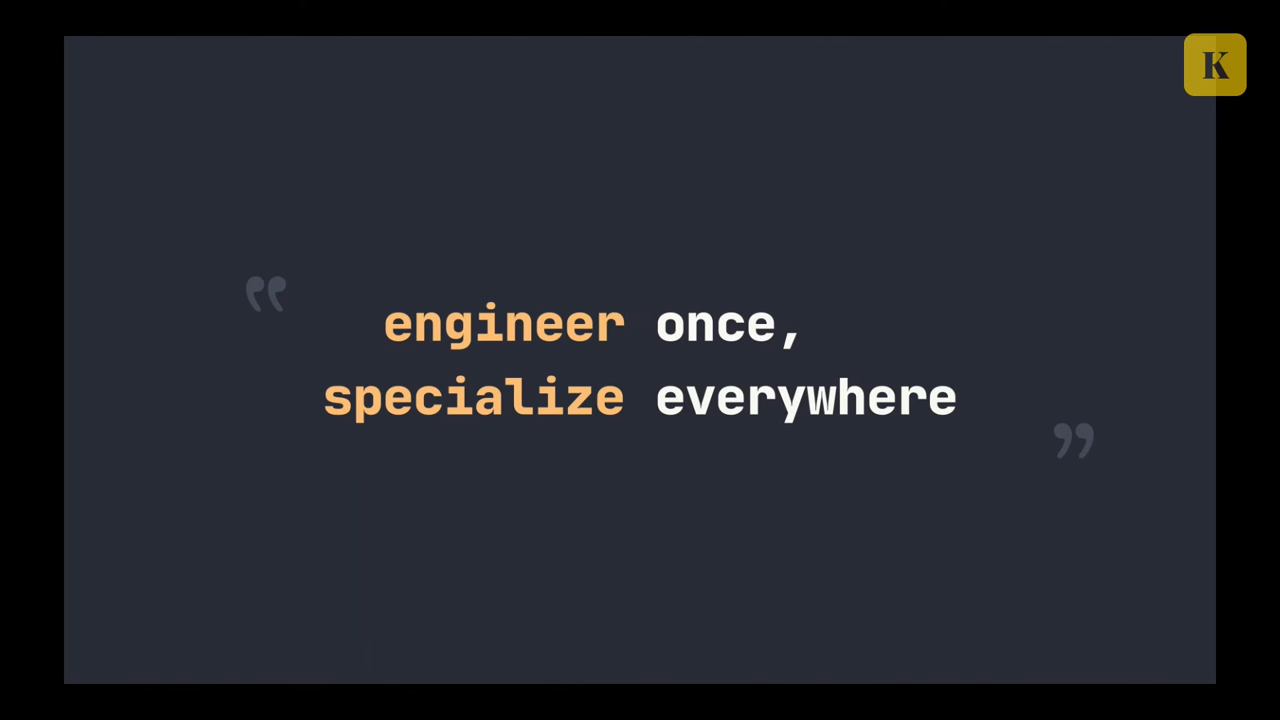 K
“
engineer once,
specialize everywhere
”